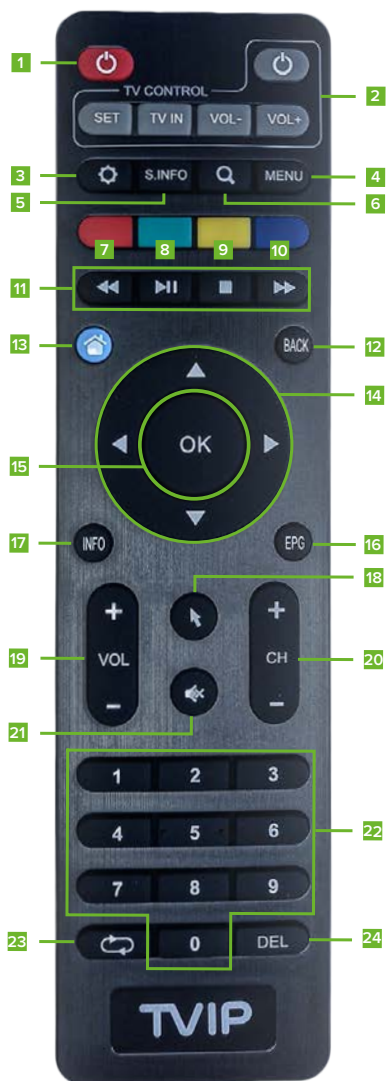 1
2
TV CONTROL
SET TV IN VOL- VOL+
3 S.INFO MENU 4
5 6
7 8 9 10
11
13 BACK 12
14
OK
15
17 INFO EPG 16
18
+ +
19 VOL CH 20
- -
21
1 2 3
4 5 6 22
7 8 9
23 0 DEL 24
TVIP